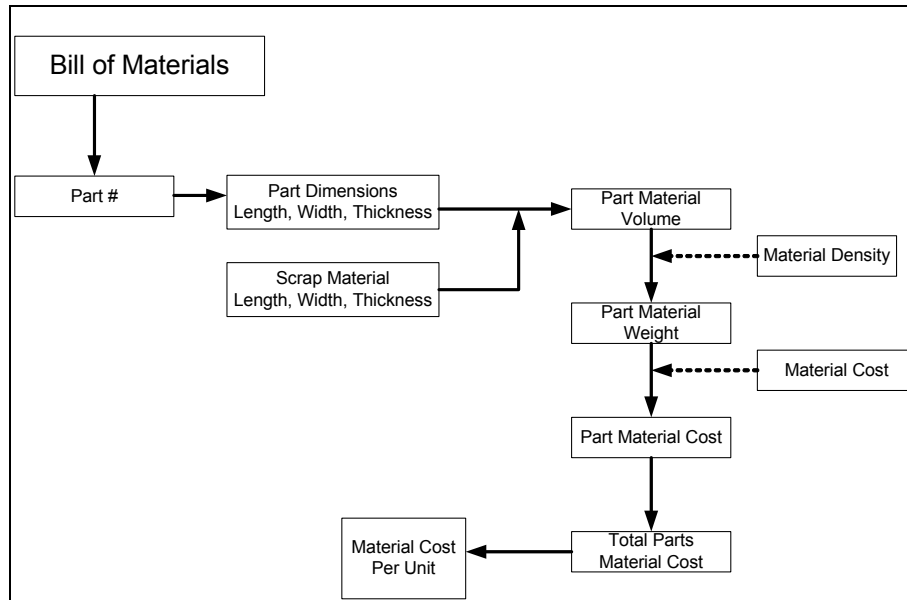 Bill of Materials
Part #
Part Dimensions
Length, Width, Thickness
Part Material
Volume
Scrap Material
Length, Width, Thickness
Material Density
Part Material
Weight
Material Cost
Part Material Cost
Total Parts
Material Cost
Material Cost
Per Unit